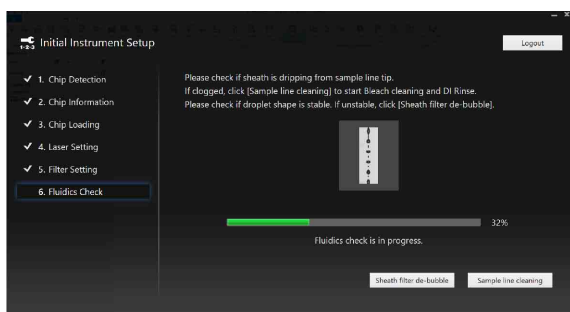 1-2-3 Initial Instrument Setup
Logout
1. Chip Detection
2. Chip Information
3. Chip Loading
4. Laser Setting
5. Filter Setting
6. Fluidics Check
Please check if sheath is dripping from sample line tip.
If clogged, click [Sample line cleaning] to start Bleach cleaning and DI Rinse.
Please check if droplet shape is stable. If unstable, click [Sheath filter de-bubble].
32%
Fluidics check is in progress.
Sheath filter de-bubble
Sample line cleaning